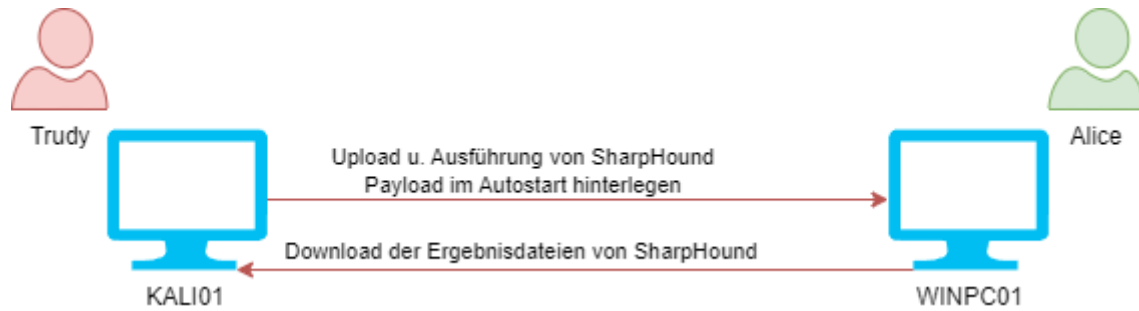 Trudy
Alice
Upload u. Ausführung von SharpHound
Payload im Autostart hinterlegen
Download der Ergebnisdateien von SharpHound
KALI01
WINPC01